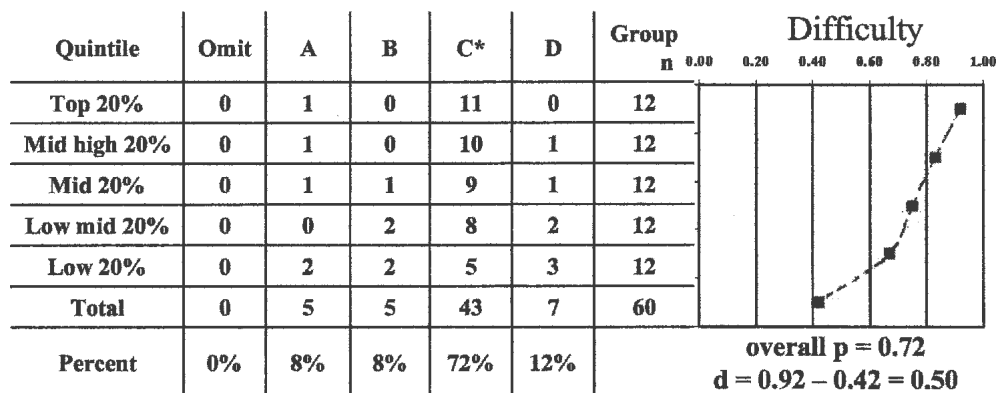 Quintile Omit A B C* D Group n
Top 20% 0 1 0 11 0 12
Mid high 20% 0 1 0 10 1 12
Mid 20% 0 1 1 9 1 12
Low mid 20% 0 0 2 8 2 12
Low 20% 0 2 2 5 3 12
Total 0 5 5 43 7 60
Percent 0% 8% 8% 72% 12%
Difficulty
0.00 0.20 0.40 0.60 0.80 1.00
overall p = 0.72
d = 0.92 – 0.42 = 0.50